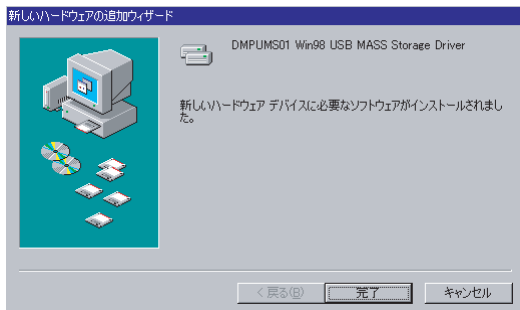 新しいハードウェアの追加ウィザード
DMPUMS01 Win98 USB MASS Storage Driver
新しいハードウェア デバイスに必要なソフトウェアがインストールされまし
た。
< 戻る(B)
完了
キャンセル